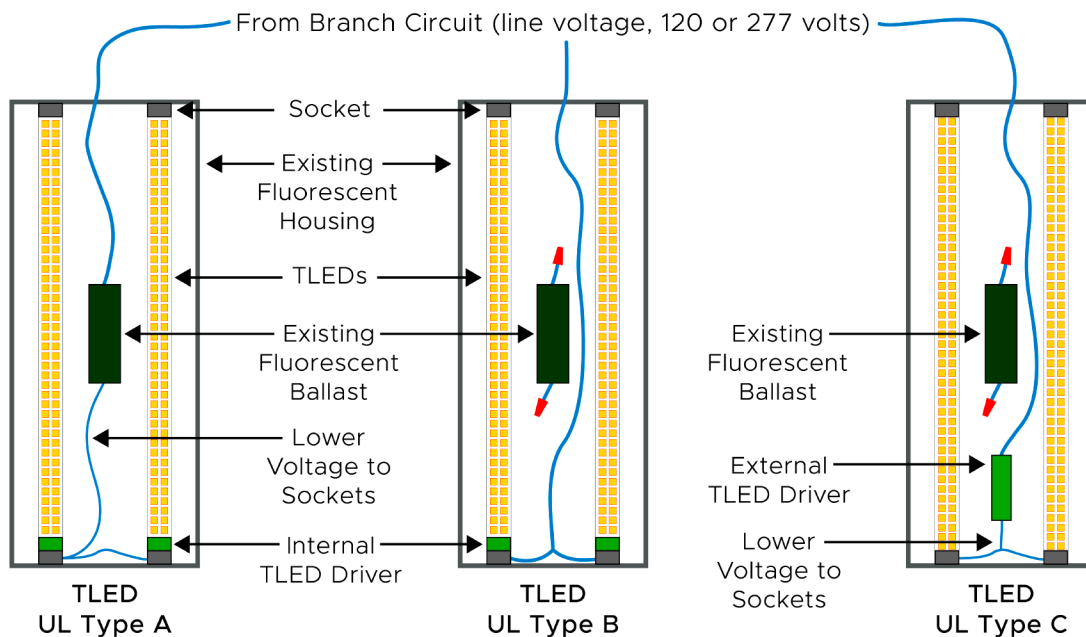 From Branch Circuit (line voltage, 120 or 277 volts)
Socket
Existing
Fluorescent
Housing
TLEDs
Existing
Fluorescent
Ballast
Lower
Voltage to
Sockets
Internal
TLED Driver
Existing
Fluorescent
Ballast
External
TLED Driver
Lower
Voltage to
Sockets
TLED
UL Type A
TLED
UL Type B
TLED
UL Type C